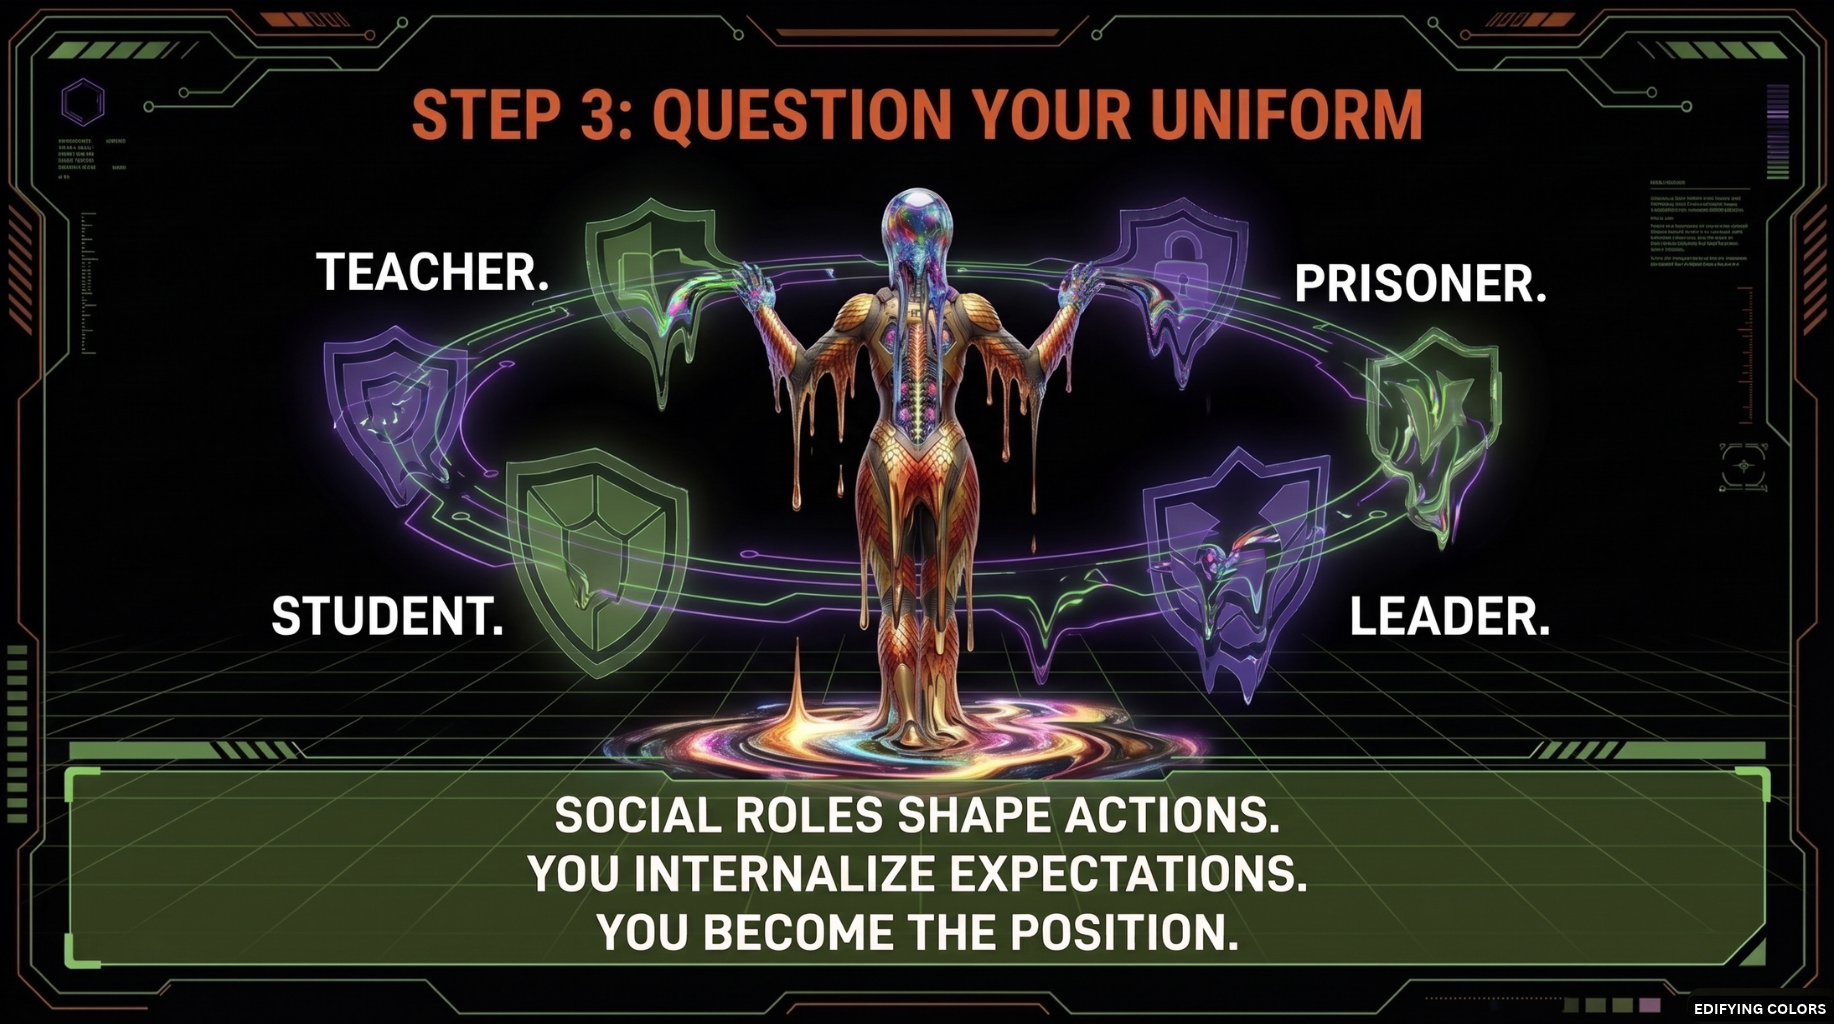 STEP 3: QUESTION YOUR UNIFORM
TEACHER.
PRISONER.
STUDENT.
LEADER.
SOCIAL ROLES SHAPE ACTIONS.
YOU INTERNALIZE EXPECTATIONS.
YOU BECOME THE POSITION.
EDIFYING COLORS